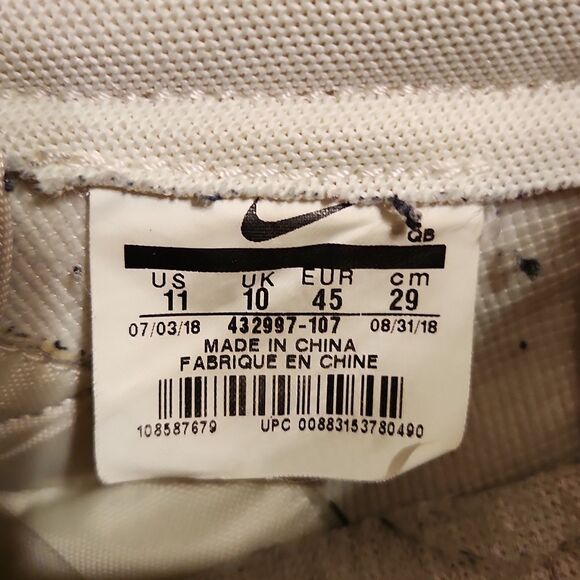 QB
US UK EUR cm
11 10 45 29
07/03/18 432997-107 08/31/18
MADE IN CHINA
FABRIQUE EN CHINE
108587679 UPC 00883153780490